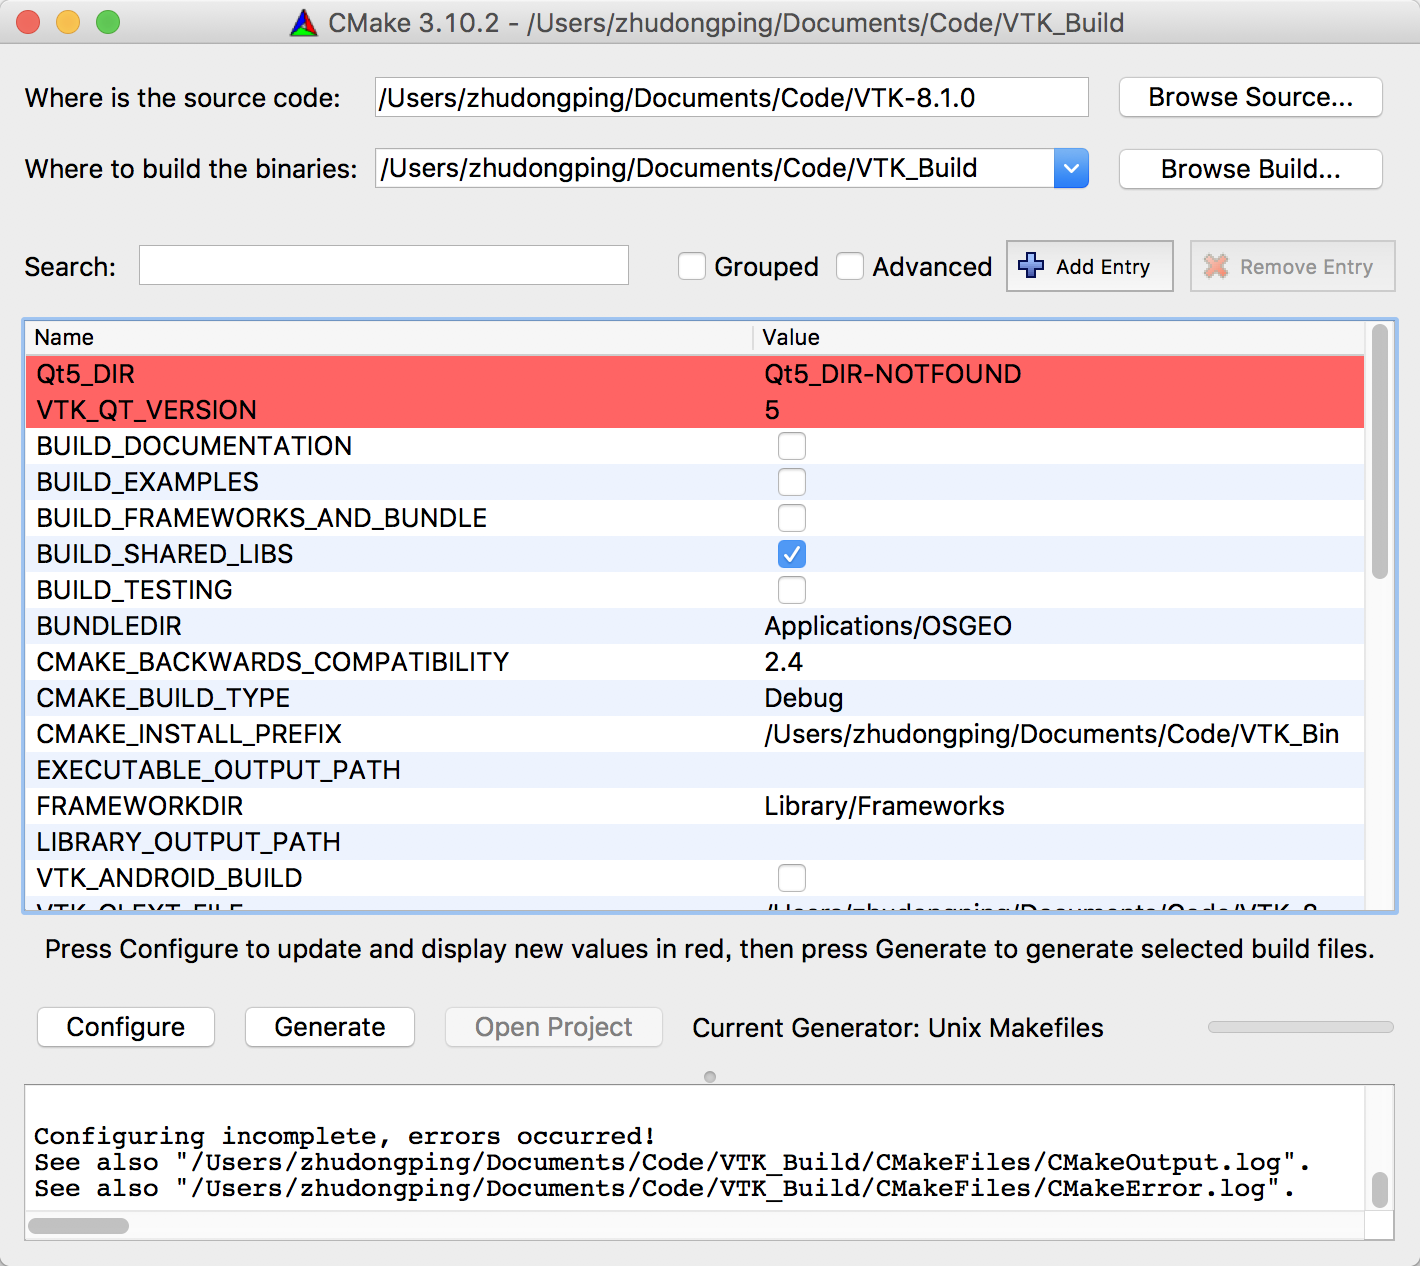 CMake 3.10.2 - /Users/zhudongping/Documents/Code/VTK_Build
Where is the source code: /Users/zhudongping/Documents/Code/VTK-8.1.0 Browse Source...
Where to build the binaries: /Users/zhudongping/Documents/Code/VTK_Build Browse Build...
Search: Grouped Advanced Add Entry Remove Entry
Name Value
Qt5_DIR Qt5_DIR-NOTFOUND
VTK_QT_VERSION 5
BUILD_DOCUMENTATION
BUILD_EXAMPLES
BUILD_FRAMEWORKS_AND_BUNDLE
BUILD_SHARED_LIBS
BUILD_TESTING
BUNDLEDIR Applications/OSGEO
CMAKE_BACKWARDS_COMPATIBILITY 2.4
CMAKE_BUILD_TYPE Debug
CMAKE_INSTALL_PREFIX /Users/zhudongping/Documents/Code/VTK_Bin
EXECUTABLE_OUTPUT_PATH
FRAMEWORKDIR Library/Frameworks
LIBRARY_OUTPUT_PATH
VTK_ANDROID_BUILD
Press Configure to update and display new values in red, then press Generate to generate selected build files.
Configure Generate Open Project Current Generator: Unix Makefiles
Configuring incomplete, errors occurred!
See also "/Users/zhudongping/Documents/Code/VTK_Build/CMakeFiles/CMakeOutput.log".
See also "/Users/zhudongping/Documents/Code/VTK_Build/CMakeFiles/CMakeError.log".